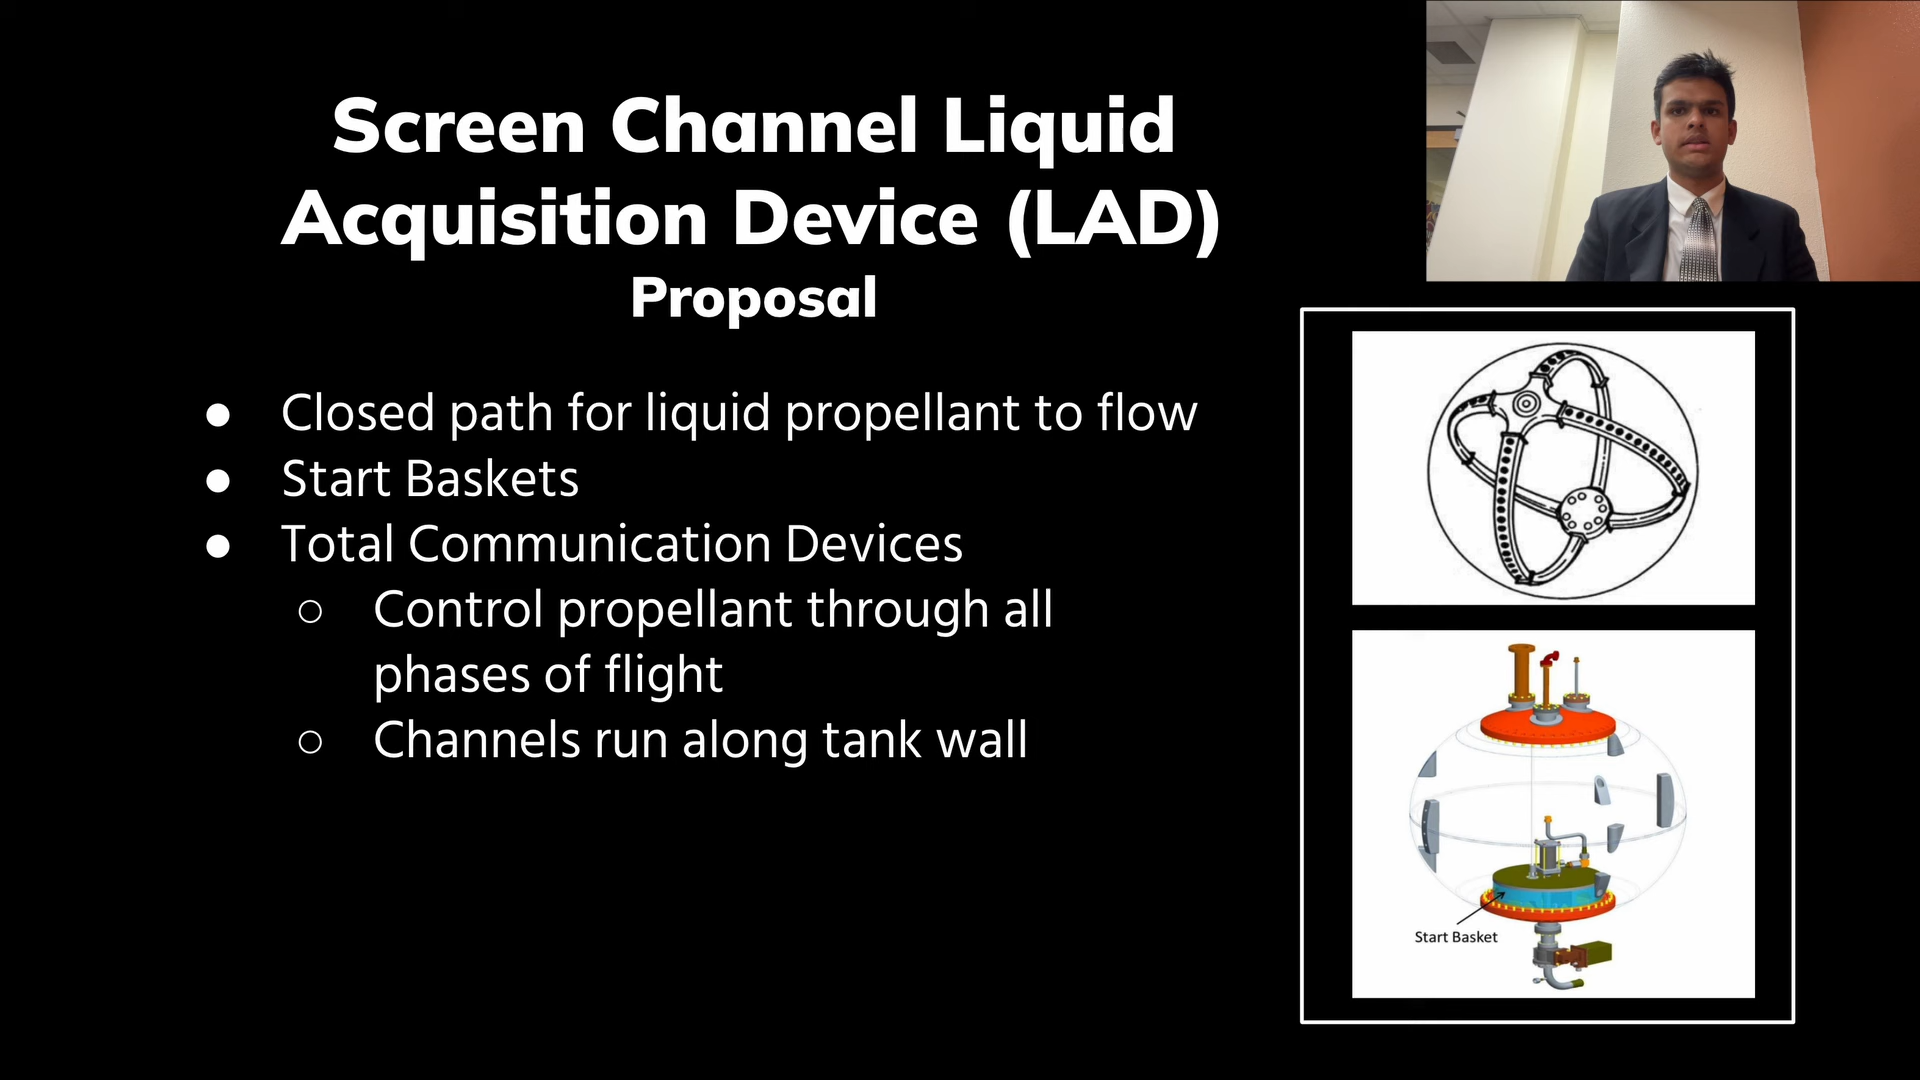 Screen Channel Liquid
Acquisition Device (LAD)
Proposal
● Closed path for liquid propellant to flow
● Start Baskets
● Total Communication Devices
○ Control propellant through all
phases of flight
○ Channels run along tank wall
Start Basket